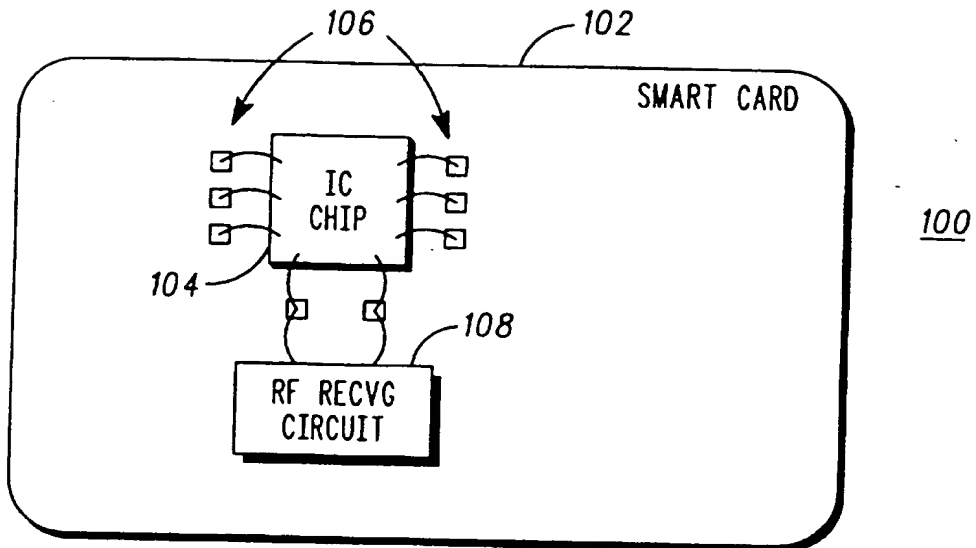 106
102
SMART CARD
IC
CHIP
100
104
108
RF RECVG
CIRCUIT